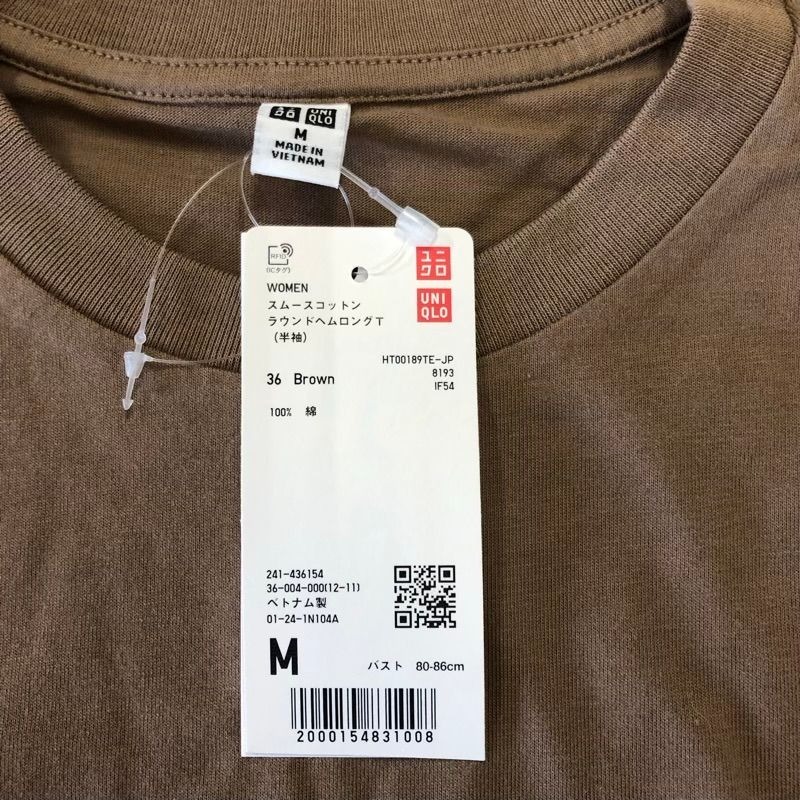 ユニ
クロ
UNI
QLO
M
MADE IN
VIETNAM
RFID
(ICタグ)
ユニ
クロ
UNI
QLO
WOMEN
スムースコットン
ラウンドヘムロングT
(半袖)
HT00189TE-JP
36 Brown
8193
IF54
100% 綿
241-436154
36-004-000(12-11)
ベトナム製
01-24-1N104A
M
バスト 80-86cm
2000154831008